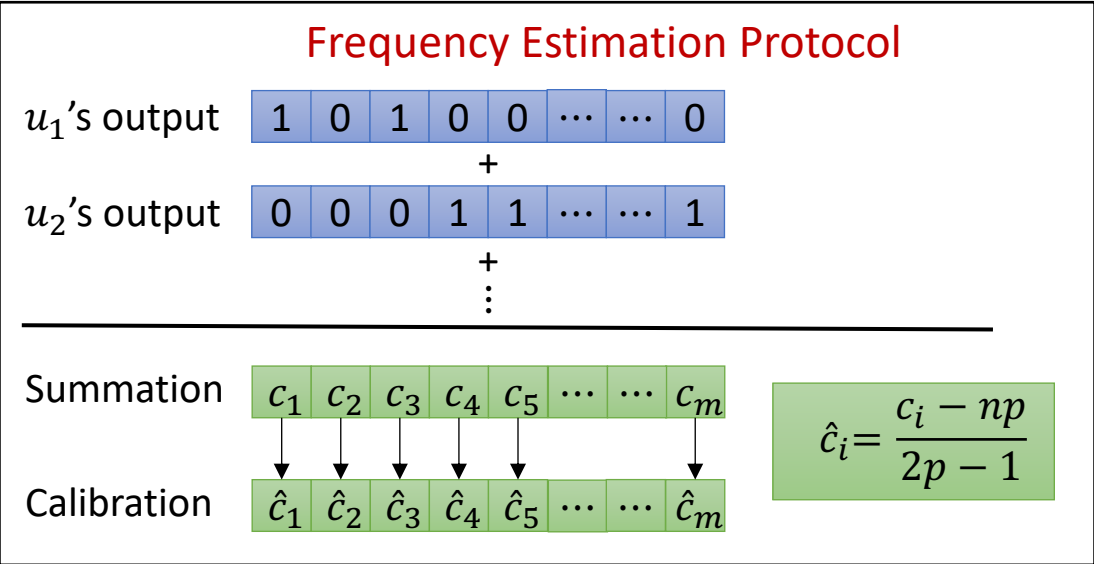 Frequency Estimation Protocol
u₁'s output 1 0 1 0 0 ⋯ ⋯ 0
+
u₂'s output 0 0 0 1 1 ⋯ ⋯ 1
+
⋮
Summation c₁ c₂ c₃ c₄ c₅ ⋯ ⋯ cₘ
ĉᵢ = (cᵢ − np) / (2p − 1)
Calibration ĉ₁ ĉ₂ ĉ₃ ĉ₄ ĉ₅ ⋯ ⋯ ĉₘ